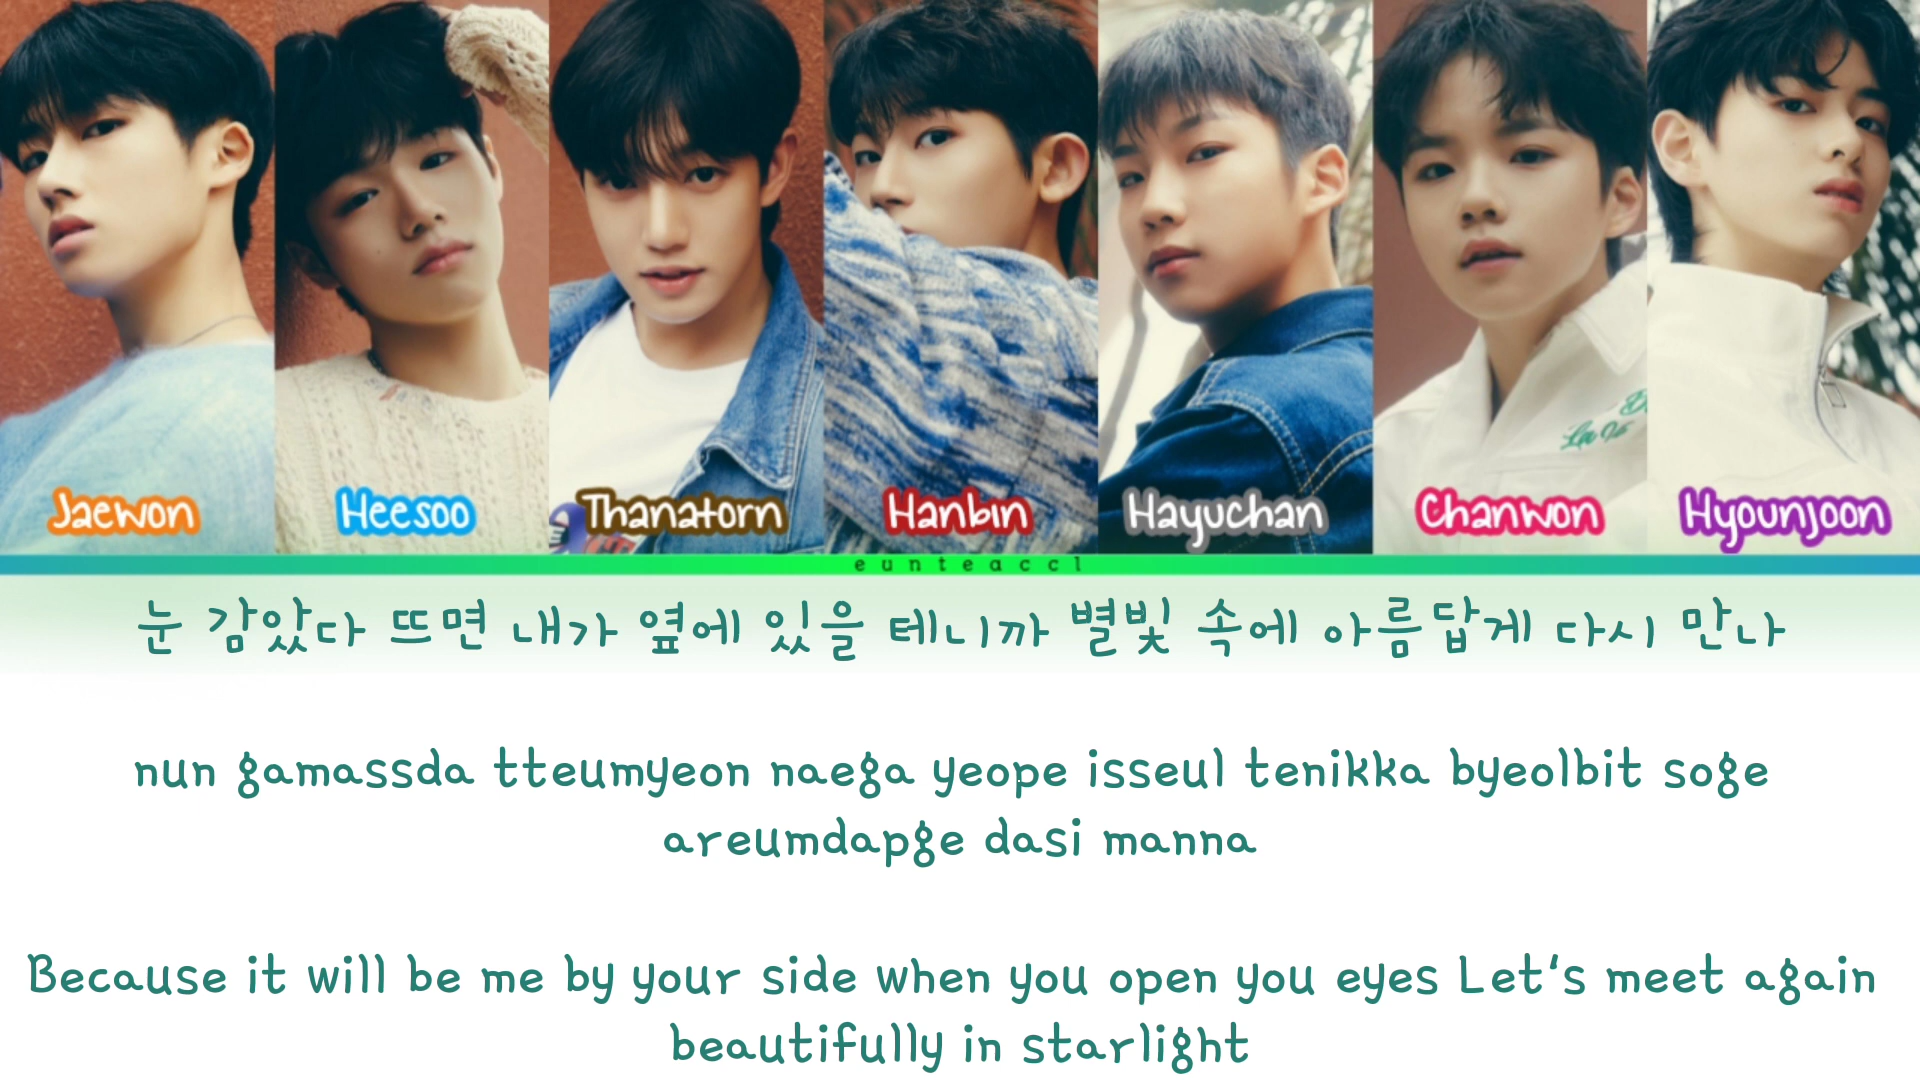 Jaewon Heesoo Thanatorn Hanbin Hayuchan Chanwon Hyounjoon
eunteaccl
눈 감았다 뜨면 내가 옆에 있을 테니까 별빛 속에 아름답게 다시 만나
nun gamassda tteumyeon naega yeope isseul tenikka byeolbit soge
areumdapge dasi manna
Because it will be me by your side when you open you eyes Let's meet again
beautifully in starlight